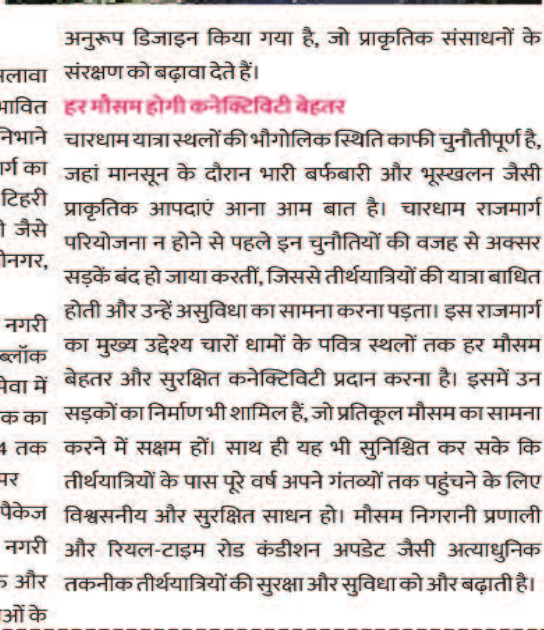 अनुरूप डिजाइन किया गया है, जो प्राकृतिक संसाधनों के
संरक्षण को बढ़ावा देते हैं।
हर मौसम होगी कनेक्टिविटी बेहतर
चारधाम यात्रा स्थलों की भौगोलिक स्थिति काफी चुनौतीपूर्ण है,
जहां मानसून के दौरान भारी बर्फबारी और भूस्खलन जैसी
प्राकृतिक आपदाएं आना आम बात है। चारधाम राजमार्ग
परियोजना न होने से पहले इन चुनौतियों की वजह से अक्सर
सड़कें बंद हो जाया करतीं, जिससे तीर्थयात्रियों की यात्रा बाधित
होती और उन्हें असुविधा का सामना करना पड़ता। इस राजमार्ग
का मुख्य उद्देश्य चारों धामों के पवित्र स्थलों तक हर मौसम
बेहतर और सुरक्षित कनेक्टिविटी प्रदान करना है। इसमें उन
सड़कों का निर्माण भी शामिल हैं, जो प्रतिकूल मौसम का सामना
करने में सक्षम हों। साथ ही यह भी सुनिश्चित कर सके कि
तीर्थयात्रियों के पास पूरे वर्ष अपने गंतव्यों तक पहुंचने के लिए
विश्वसनीय और सुरक्षित साधन हो। मौसम निगरानी प्रणाली
और रियल-टाइम रोड कंडीशन अपडेट जैसी अत्याधुनिक
तकनीक तीर्थयात्रियों की सुरक्षा और सुविधा को और बढ़ाती है।